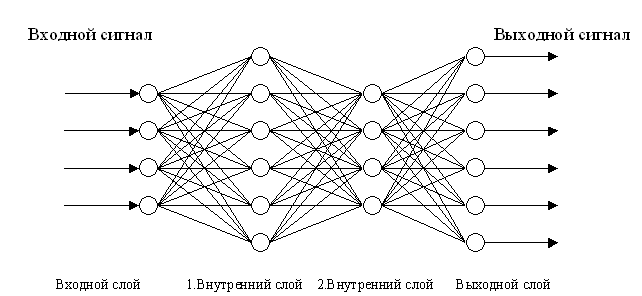 Входной сигнал
Выходной сигнал
Входной слой
1.Внутренний слой
2.Внутренний слой
Выходной слой